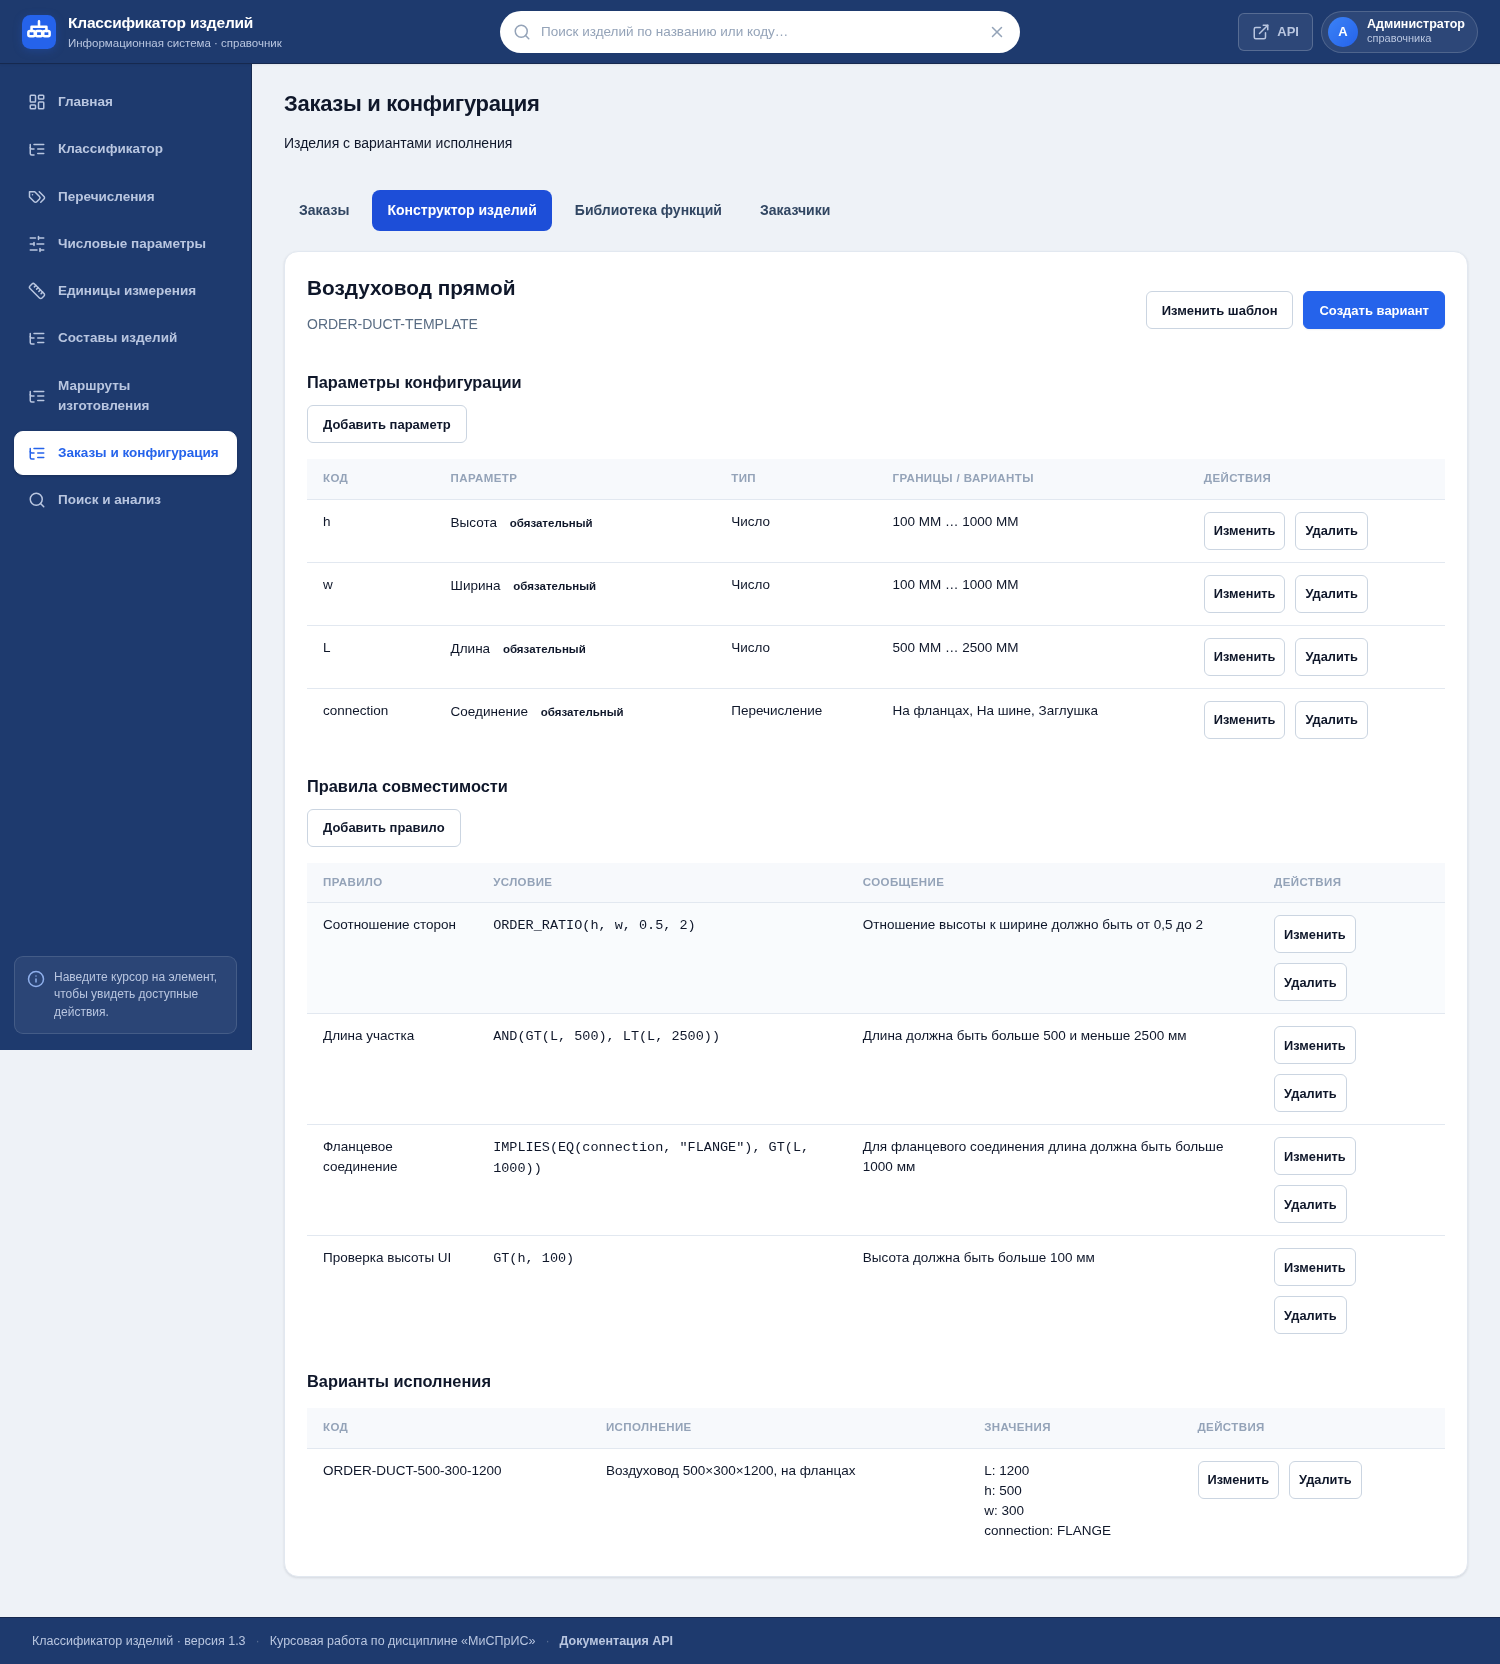 Классификатор изделий
Информационная система · справочник
Поиск изделий по названию или коду…
API
А
Администратор
справочника
Главная
Классификатор
Перечисления
Числовые параметры
Единицы измерения
Составы изделий
Маршруты
изготовления
Заказы и конфигурация
Поиск и анализ
Наведите курсор на элемент,
чтобы увидеть доступные
действия.
Заказы и конфигурация
Изделия с вариантами исполнения
Заказы Конструктор изделий Библиотека функций Заказчики
Воздуховод прямой
ORDER-DUCT-TEMPLATE
Изменить шаблон Создать вариант
Параметры конфигурации
Добавить параметр
КОД ПАРАМЕТР ТИП ГРАНИЦЫ / ВАРИАНТЫ ДЕЙСТВИЯ
h Высота обязательный Число 100 ММ … 1000 ММ Изменить Удалить
w Ширина обязательный Число 100 ММ … 1000 ММ Изменить Удалить
L Длина обязательный Число 500 ММ … 2500 ММ Изменить Удалить
connection Соединение обязательный Перечисление На фланцах, На шине, Заглушка Изменить Удалить
Правила совместимости
Добавить правило
ПРАВИЛО УСЛОВИЕ СООБЩЕНИЕ ДЕЙСТВИЯ
Соотношение сторон ORDER_RATIO(h, w, 0.5, 2) Отношение высоты к ширине должно быть от 0,5 до 2 Изменить
Удалить
Длина участка AND(GT(L, 500), LT(L, 2500)) Длина должна быть больше 500 и меньше 2500 мм Изменить
Удалить
Фланцевое IMPLIES(EQ(connection, "FLANGE"), GT(L, Для фланцевого соединения длина должна быть больше Изменить
соединение 1000)) 1000 мм
Удалить
Проверка высоты UI GT(h, 100) Высота должна быть больше 100 мм Изменить
Удалить
Варианты исполнения
КОД ИСПОЛНЕНИЕ ЗНАЧЕНИЯ ДЕЙСТВИЯ
ORDER-DUCT-500-300-1200 Воздуховод 500×300×1200, на фланцах L: 1200 Изменить Удалить
h: 500
w: 300
connection: FLANGE
Классификатор изделий · версия 1.3 · Курсовая работа по дисциплине «МиСПрИС» · Документация API